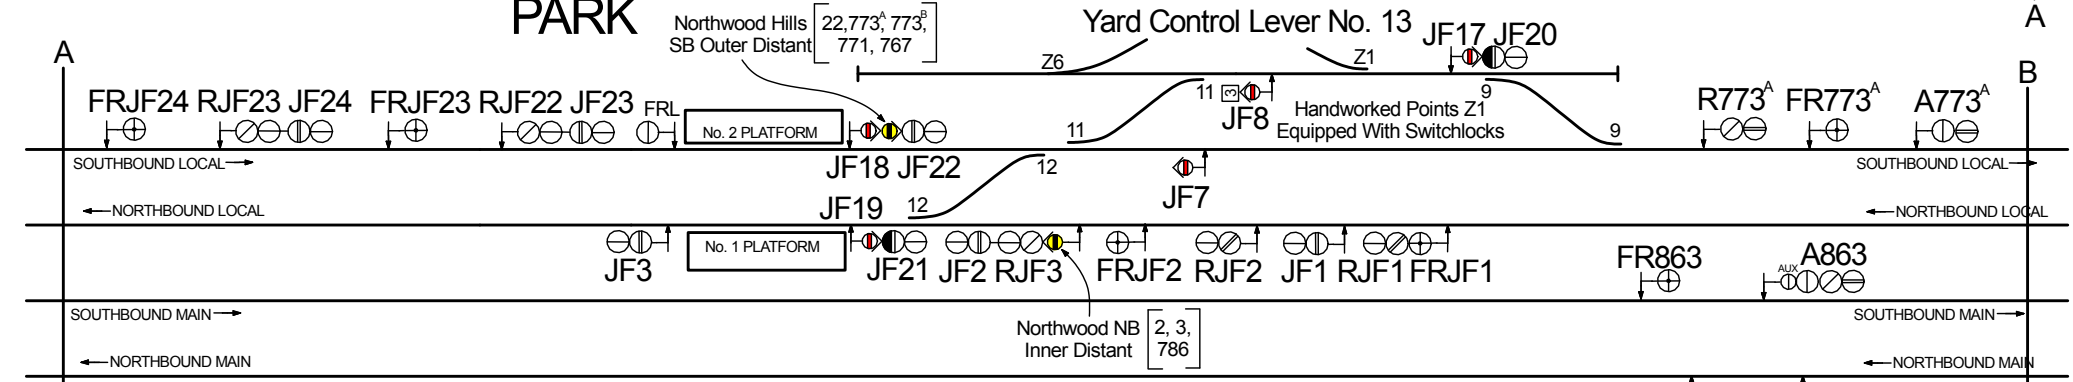 PARK
Northwood Hills
SB Outer Distant
22,773A, 773B,
771, 767
Yard Control Lever No. 13
JF17 JF20
A
A
B
Z6
Z1
FRJF24 RJF23 JF24 FRJF23 RJF22 JF23 FRL
No. 2 PLATFORM
11
3
JF8
Handworked Points Z1
Equipped With Switchlocks
9
9
R773A FR773A A773A
11
SOUTHBOUND LOCAL
JF18 JF22
12
JF7
SOUTHBOUND LOCAL
NORTHBOUND LOCAL
JF19
12
NORTHBOUND LOCAL
No. 1 PLATFORM
JF3
JF21 JF2 RJF3 FRJF2 RJF2 JF1 RJF1 FRJF1
FR863
AUX
A863
SOUTHBOUND MAIN
Northwood NB
Inner Distant
2, 3,
786
SOUTHBOUND MAIN
NORTHBOUND MAIN
NORTHBOUND MAIN